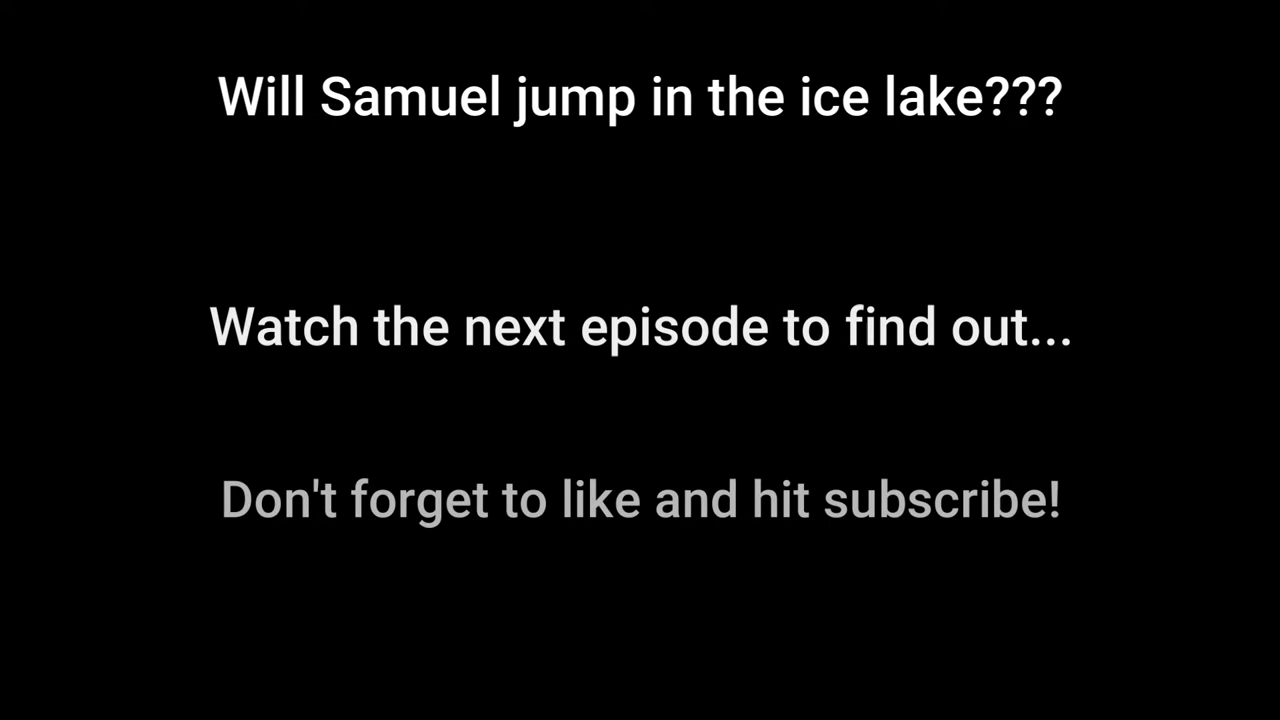 Will Samuel jump in the ice lake???
Watch the next episode to find out...
Don't forget to like and hit subscribe!